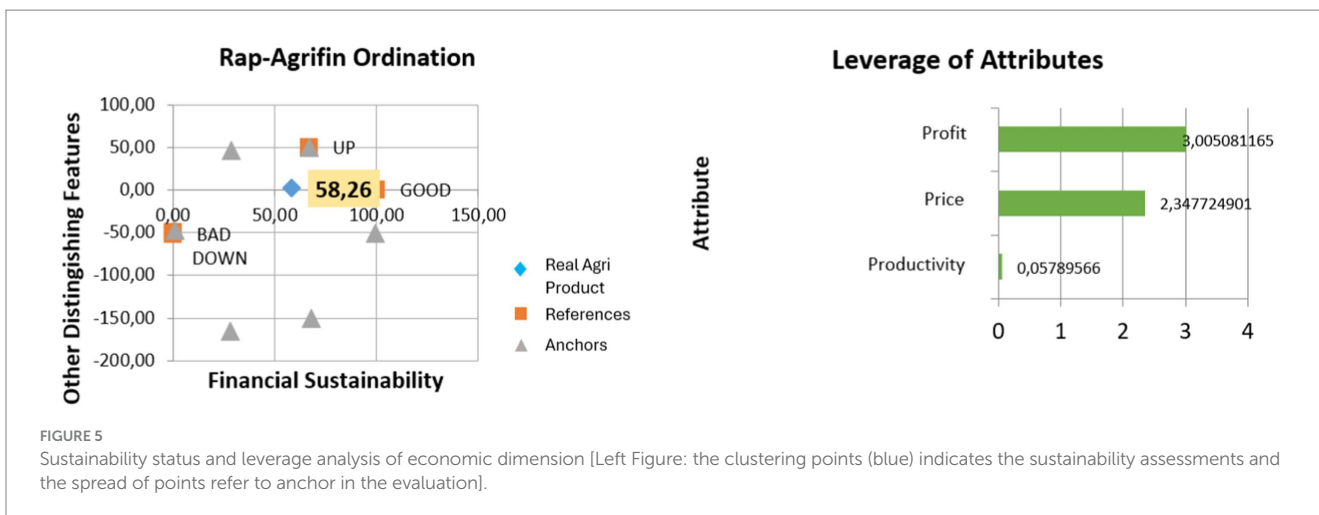 Rap-Agrifin Ordination
Other Distingishing Features
100,00
50,00
0,00
-50,00
-100,00
-150,00
-200,00
UP
58,26
GOOD
0,00 50,00 100,00 150,00
BAD
DOWN
Financial Sustainability
Real Agri
Product
References
Anchors
Leverage of Attributes
Attribute
Profit
3,005081165
Price
2,347724901
Productivity
0,05789566
0 1 2 3 4
FIGURE 5
Sustainability status and leverage analysis of economic dimension [Left Figure: the clustering points (blue) indicates the sustainability assessments and
the spread of points refer to anchor in the evaluation].